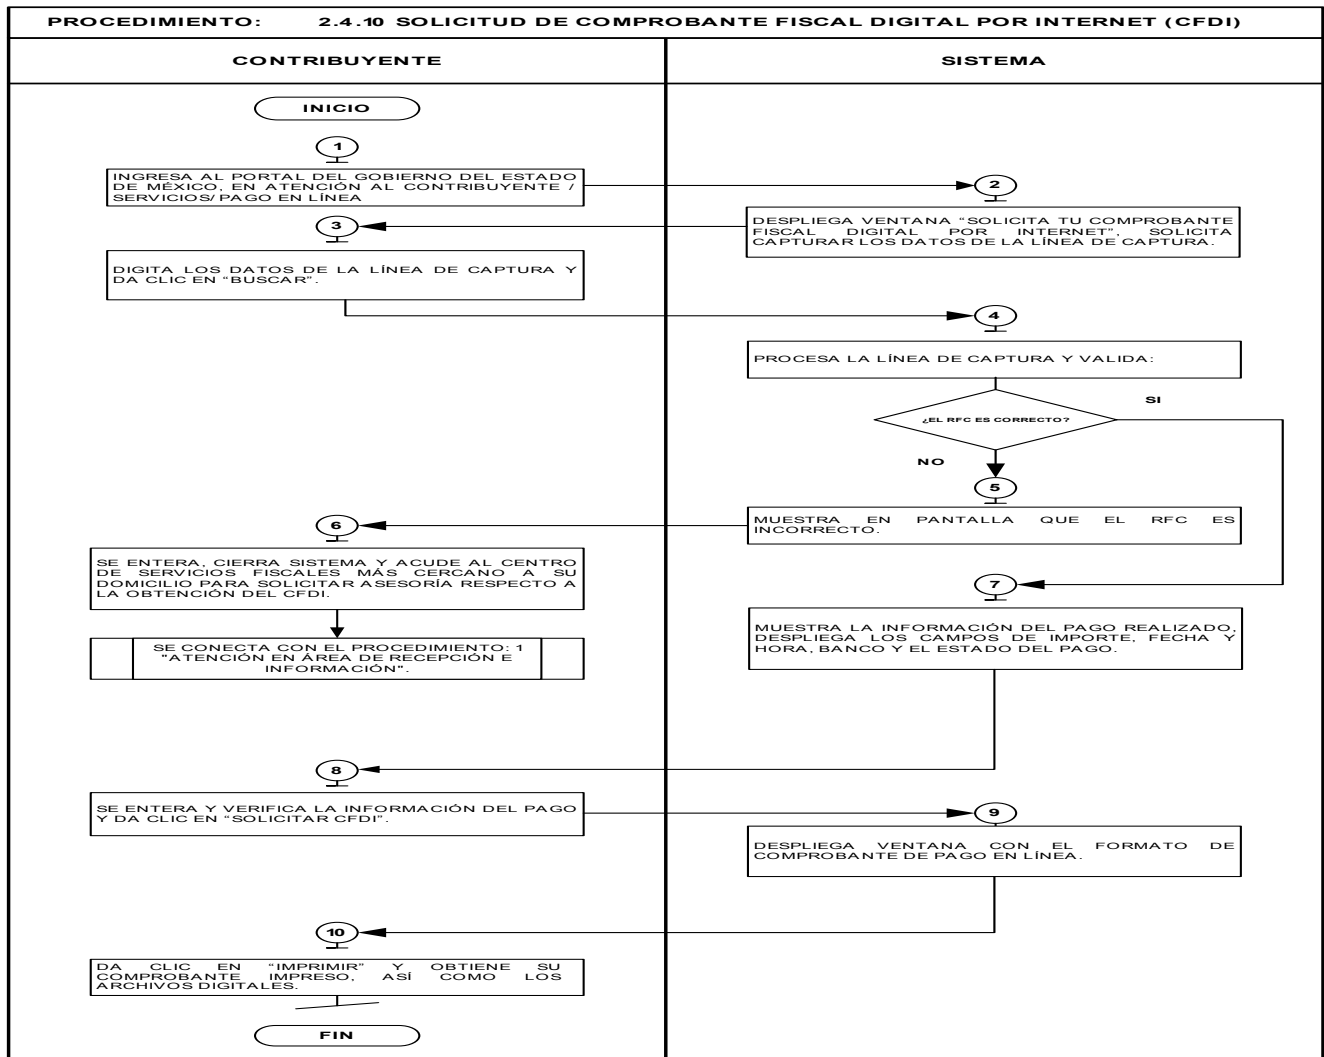 PROCEDIMIENTO: 2.4.10 SOLICITUD DE COMPROBANTE FISCAL DIGITAL POR INTERNET (CFDI)
CONTRIBUYENTE
SISTEMA
INICIO
1
INGRESA AL PORTAL DEL GOBIERNO DEL ESTADO
DE MÉXICO, EN ATENCIÓN AL CONTRIBUYENTE /
SERVICIOS/PAGO EN LÍNEA
2
DESPLIEGA VENTANA “SOLICITA TU COMPROBANTE
FISCAL DIGITAL POR INTERNET”, SOLICITA
CAPTURAR LOS DATOS DE LA LÍNEA DE CAPTURA.
3
DIGITA LOS DATOS DE LA LÍNEA DE CAPTURA Y
DA CLIC EN “BUSCAR”.
4
PROCESA LA LÍNEA DE CAPTURA Y VALIDA:
¿EL RFC ES CORRECTO?
SI
NO
5
MUESTRA EN PANTALLA QUE EL RFC ES
INCORRECTO.
6
SE ENTERA, CIERRA SISTEMA Y ACUDE AL CENTRO
DE SERVICIOS FISCALES MÁS CERCANO A SU
DOMICILIO PARA SOLICITAR ASESORÍA RESPECTO A
LA OBTENCIÓN DEL CFDI.
SE CONECTA CON EL PROCEDIMIENTO: 1
"ATENCIÓN EN ÁREA DE RECEPCIÓN E
INFORMACIÓN".
7
MUESTRA LA INFORMACIÓN DEL PAGO REALIZADO,
DESPLIEGA LOS CAMPOS DE IMPORTE, FECHA Y
HORA, BANCO Y EL ESTADO DEL PAGO.
8
SE ENTERA Y VERIFICA LA INFORMACIÓN DEL PAGO
Y DA CLIC EN “SOLICITAR CFDI”.
9
DESPLIEGA VENTANA CON EL FORMATO DE
COMPROBANTE DE PAGO EN LÍNEA.
10
DA CLIC EN “IMPRIMIR” Y OBTIENE SU
COMPROBANTE IMPRESO, ASÍ COMO LOS
ARCHIVOS DIGITALES.
FIN